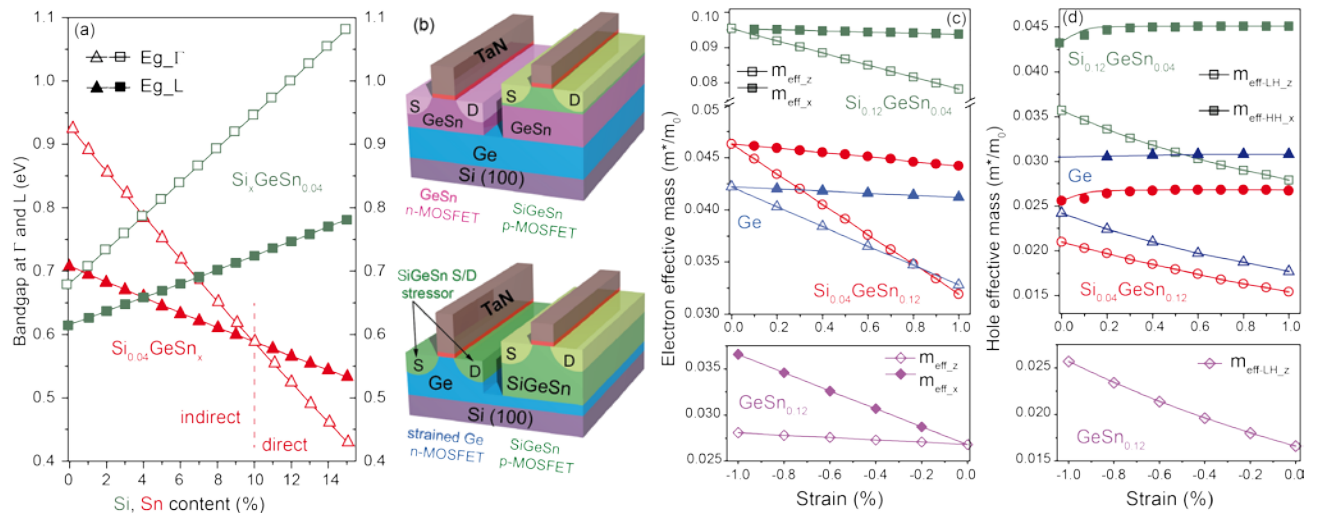 (a)
Bandgap at Γ and L (eV)
1.1
1.0
0.9
0.8
0.7
0.6
0.5
0.4
Eg_Γ
Eg_L
SiₓGeSn₀.₀₄
Si₀.₀₄GeSnₓ
indirect
direct
1.1
1.0
0.9
0.8
0.7
0.6
0.5
0.4
0 2 4 6 8 10 12 14
Si, Sn content (%)
(b)
TaN
S D
GeSn GeSn
Ge
Si (100)
GeSn SiGeSn
n-MOSFET p-MOSFET
SiGeSn S/D
stressor
TaN
S D S D
Ge SiGeSn
Si (100)
strained Ge SiGeSn
n-MOSFET p-MOSFET
(c)
Electron effective mass (m*/m₀)
0.10
0.09
0.08
0.05
0.045
0.040
0.035
m_eff_z
m_eff_x
Si₀.₁₂GeSn₀.₀₄
Ge
Si₀.₀₄GeSn₀.₁₂
0.0 0.2 0.4 0.6 0.8 1.0
0.035
0.030
0.025
m_eff_z
m_eff_x
GeSn₀.₁₂
-1.0 -0.8 -0.6 -0.4 -0.2 0.0
Strain (%)
(d)
Hole effective mass (m*/m₀)
0.045
0.040
0.035
0.030
0.025
0.020
0.015
Si₀.₁₂GeSn₀.₀₄
m_eff-LH_z
m_eff-HH_x
Ge
Si₀.₀₄GeSn₀.₁₂
0.0 0.2 0.4 0.6 0.8 1.0
0.025
0.020
0.015
m_eff-LH_z
GeSn₀.₁₂
-1.0 -0.8 -0.6 -0.4 -0.2 0.0
Strain (%)